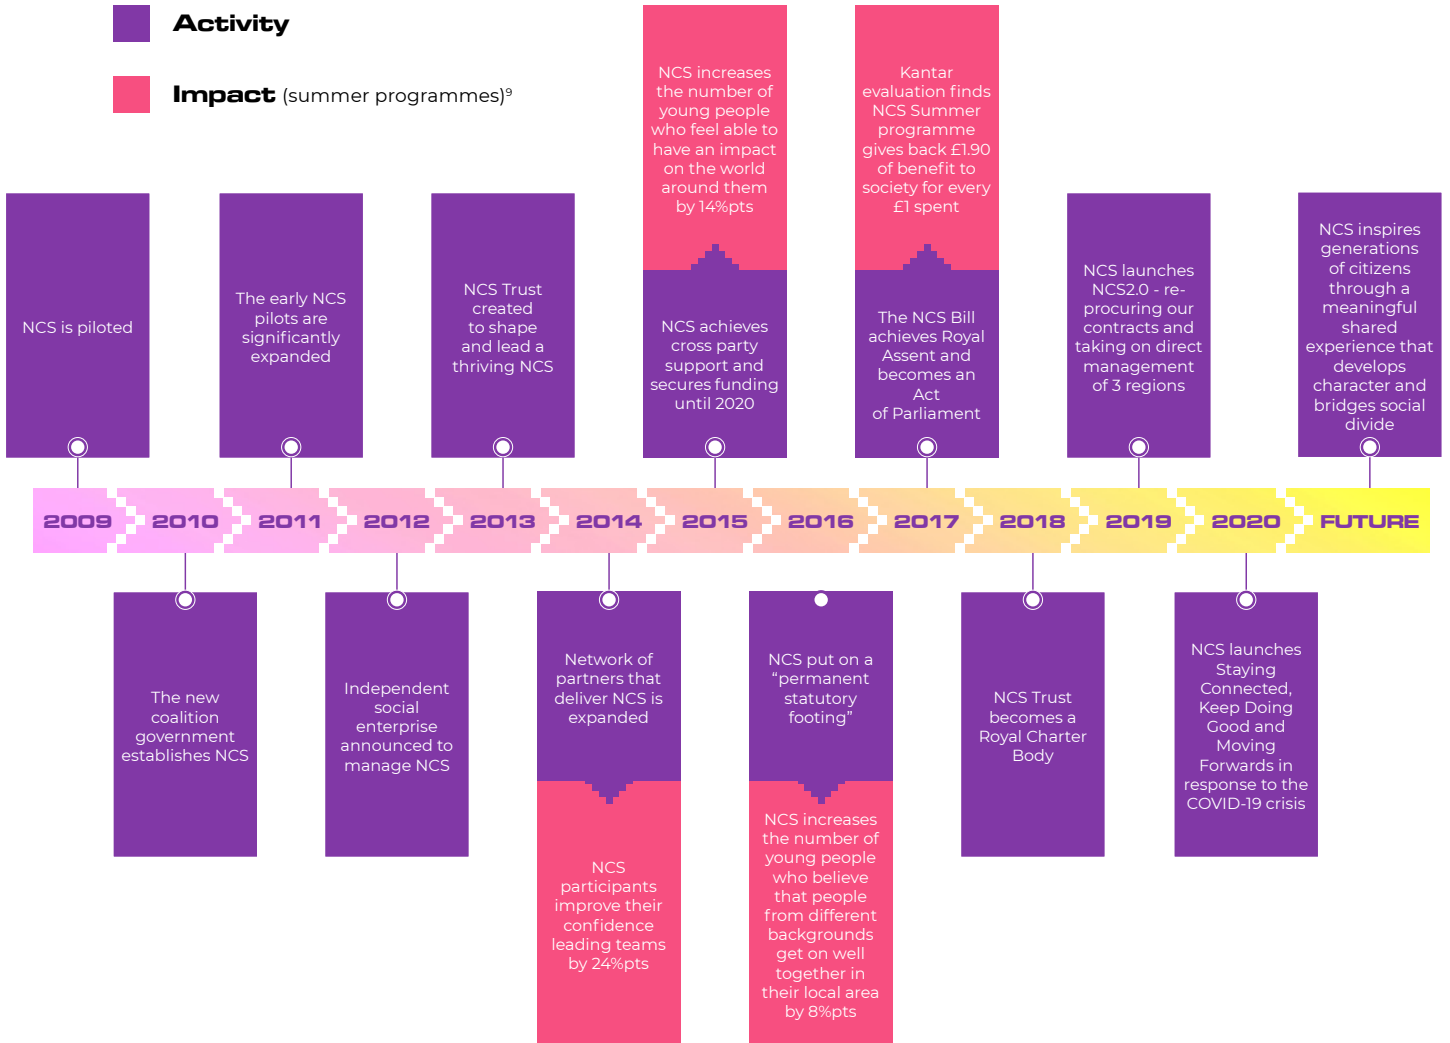 Activity
Impact (summer programmes)⁹
NCS is piloted
The early NCS
pilots are
significantly
expanded
NCS Trust
created
to shape
and lead a
thriving NCS
NCS increases
the number of
young people
who feel able to
have an impact
on the world
around them
by 14%pts
NCS achieves
cross party
support and
secures funding
until 2020
Kantar
evaluation finds
NCS Summer
programme
gives back £1.90
of benefit to
society for every
£1 spent
The NCS Bill
achieves Royal
Assent and
becomes an
Act
of Parliament
NCS launches
NCS2.0 - re-
procuring our
contracts and
taking on direct
management
of 3 regions
NCS inspires
generations
of citizens
through a
meaningful
shared
experience that
develops
character and
bridges social
divide
2009 2010 2011 2012 2013 2014 2015 2016 2017 2018 2019 2020 FUTURE
The new
coalition
government
establishes NCS
Independent
social
enterprise
announced to
manage NCS
Network of
partners that
deliver NCS is
expanded
NCS
participants
improve their
confidence
leading teams
by 24%pts
NCS put on a
“permanent
statutory
footing”
NCS increases
the number of
young people
who believe
that people
from different
backgrounds
get on well
together in
their local area
by 8%pts
NCS Trust
becomes a
Royal Charter
Body
NCS launches
Staying
Connected,
Keep Doing
Good and
Moving
Forwards in
response to the
COVID-19 crisis